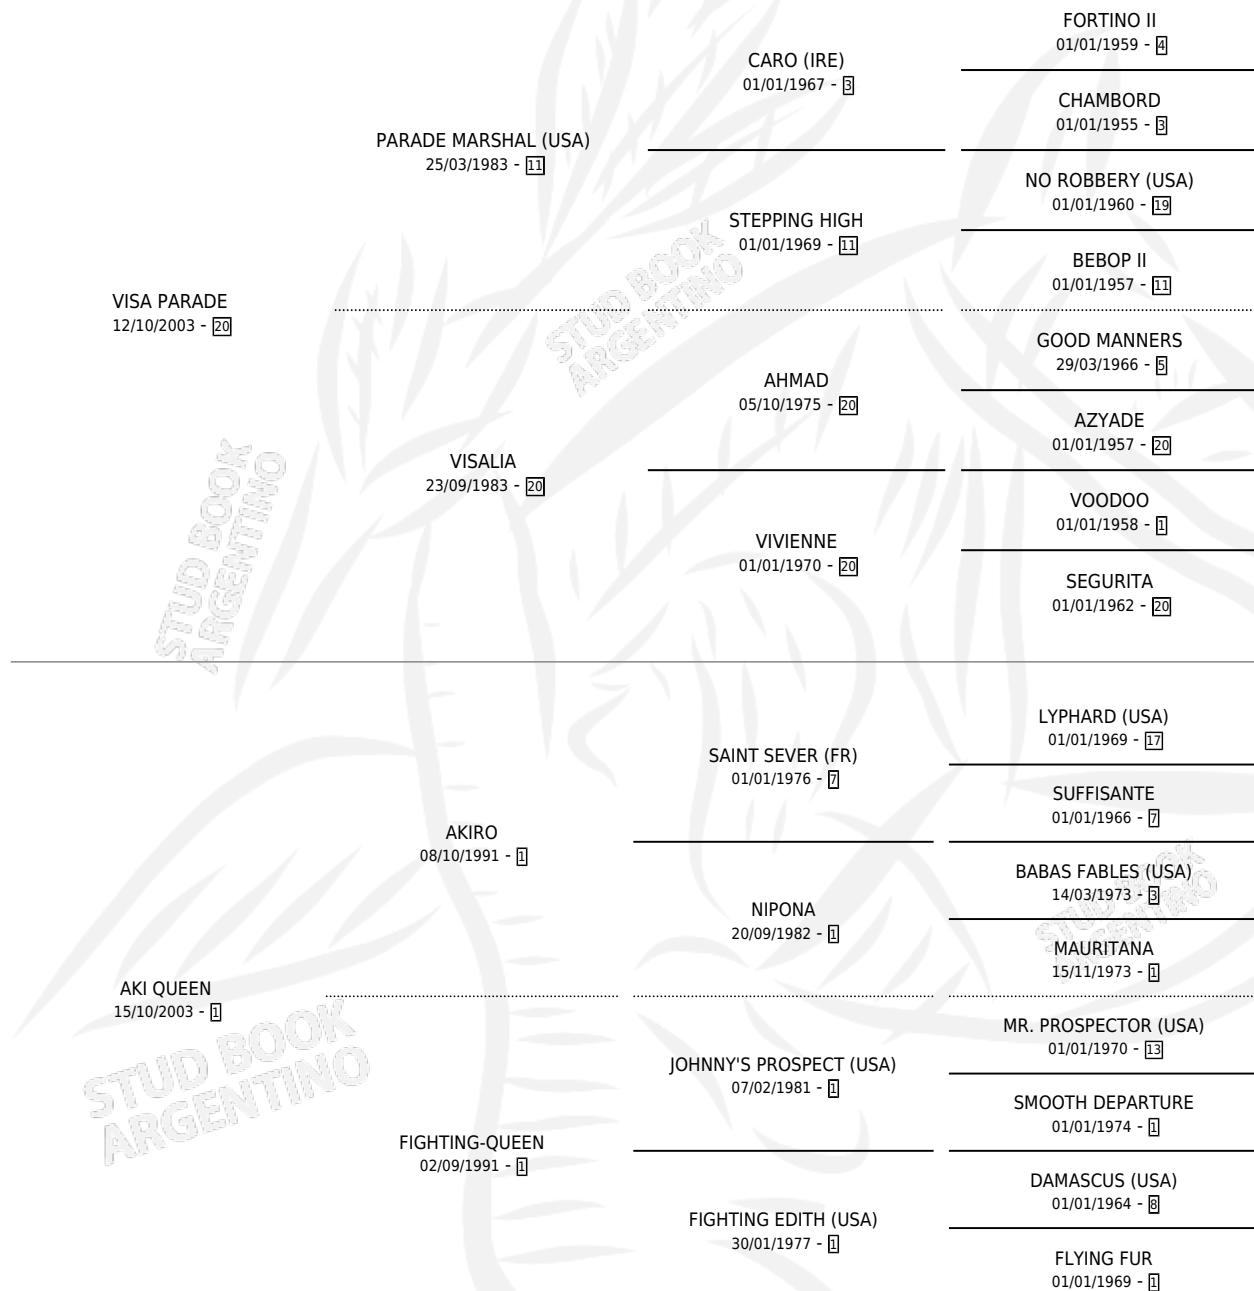 FORTINO II
01/01/1959 - 4
CARO (IRE)
01/01/1967 - 3
CHAMBORD
01/01/1955 - 3
PARADE MARSHAL (USA)
25/03/1983 - 11
NO ROBBERY (USA)
01/01/1960 - 19
STEPPING HIGH
01/01/1969 - 11
BEBOP II
01/01/1957 - 11
VISA PARADE
12/10/2003 - 20
GOOD MANNERS
29/03/1966 - 5
AHMAD
05/10/1975 - 20
AZYADE
01/01/1957 - 20
VISALIA
23/09/1983 - 20
VOODOO
01/01/1958 - 1
VIVIENNE
01/01/1970 - 20
SEGURITA
01/01/1962 - 20
LYPHARD (USA)
01/01/1969 - 17
SAINT SEVER (FR)
01/01/1976 - 7
SUFFISANTE
01/01/1966 - 7
AKIRO
08/10/1991 - 1
BABAS FABLES (USA)
14/03/1973 - 3
NIPONA
20/09/1982 - 1
MAURITANA
15/11/1973 - 1
AKI QUEEN
15/10/2003 - 1
MR. PROSPECTOR (USA)
01/01/1970 - 13
JOHNNY'S PROSPECT (USA)
07/02/1981 - 1
SMOOTH DEPARTURE
01/01/1974 - 1
FIGHTING-QUEEN
02/09/1991 - 1
DAMASCUS (USA)
01/01/1964 - 8
FIGHTING EDITH (USA)
30/01/1977 - 1
FLYING FUR
01/01/1969 - 1
STUD BOOK
ARGENTINO
STUD BOOK
ARGENTINO
STUD BOOK
ARGENTINO
STUD BOOK
ARGENTINO